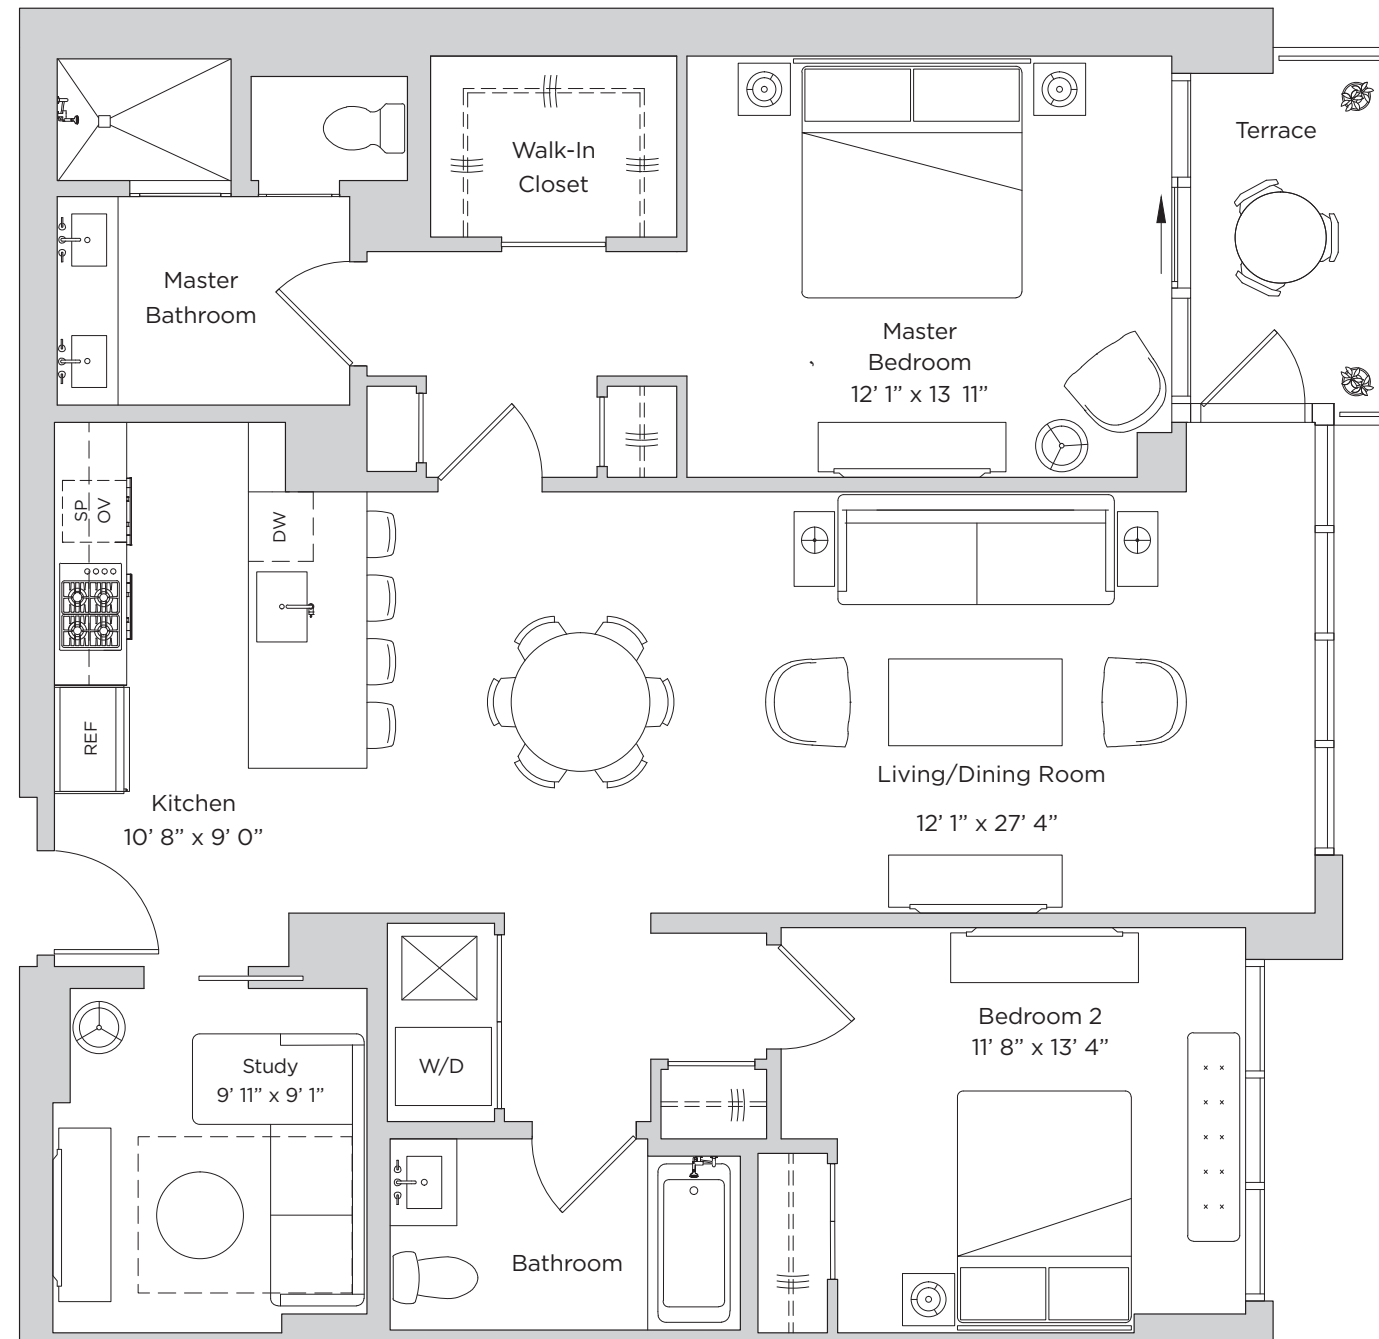 Walk-In
Closet
Terrace
Master
Bathroom
Master
Bedroom
12’ 1” x 13 11”
SP
OV
DW
REF
Kitchen
10’ 8” x 9’ 0”
Living/Dining Room
12’ 1” x 27’ 4”
Study
9’ 11” x 9’ 1”
W/D
Bedroom 2
11’ 8” x 13’ 4”
Bathroom